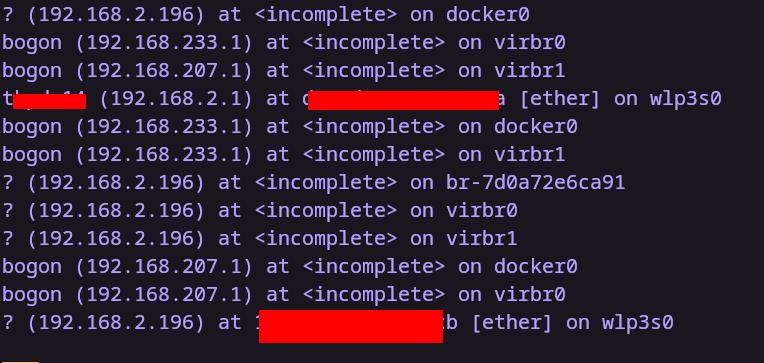 ? (192.168.2.196) at <incomplete> on docker0
bogon (192.168.233.1) at <incomplete> on virbr0
bogon (192.168.207.1) at <incomplete> on virbr1
(192.168.2.1) at a [ether] on wlp3s0
bogon (192.168.233.1) at <incomplete> on docker0
bogon (192.168.233.1) at <incomplete> on virbr1
? (192.168.2.196) at <incomplete> on br-7d0a72e6ca91
? (192.168.2.196) at <incomplete> on virbr0
? (192.168.2.196) at <incomplete> on virbr1
bogon (192.168.207.1) at <incomplete> on docker0
bogon (192.168.207.1) at <incomplete> on virbr0
? (192.168.2.196) at b [ether] on wlp3s0